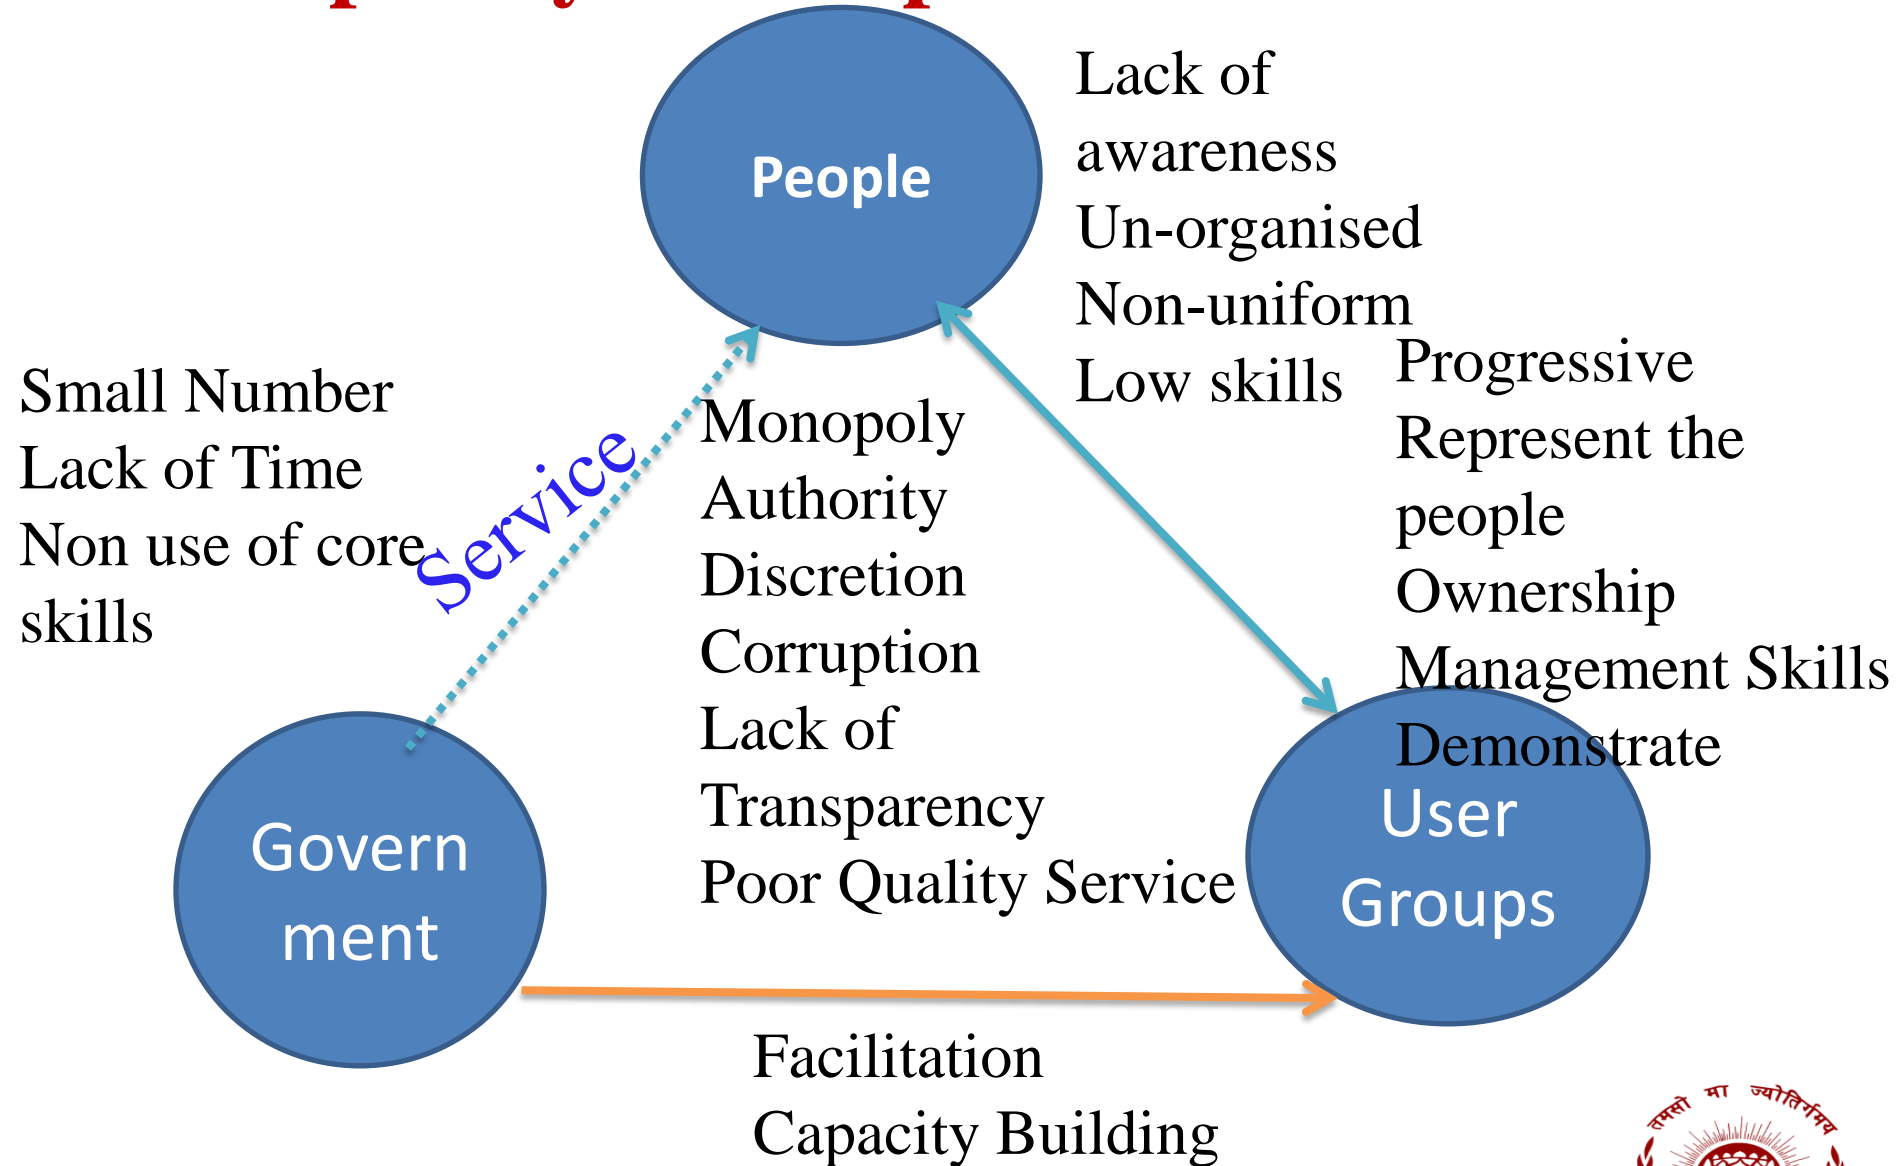 People
Lack of
awareness
Un-organised
Non-uniform
Low skills
Small Number
Lack of Time
Non use of core
skills
Service
Monopoly
Authority
Discretion
Corruption
Lack of
Transparency
Poor Quality Service
Progressive
Represent the
people
Ownership
Management Skills
Demonstrate
Govern
ment
User
Groups
Facilitation
Capacity Building
तमसो मा ज्योतिर्गमय